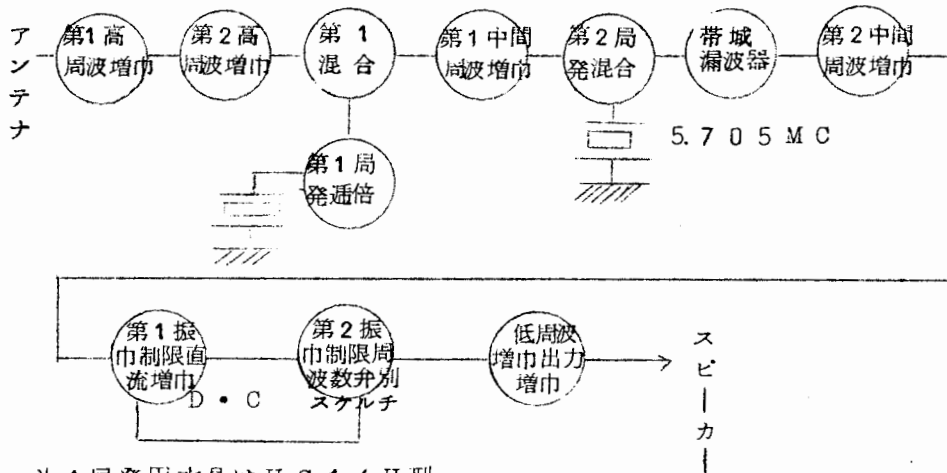 アンテナ
第1高
周波増巾
第2高
周波増巾
第1
混合
第1中間
周波増巾
第2局
発混合
帯域
漏波器
第2中間
周波増巾
5.705MC
第1局
発逓倍
第1振
巾制限直
流増巾
第2振
巾制限周
波数弁別
スケルチ
低周波
増巾出力
増巾
スピーカー
D・C